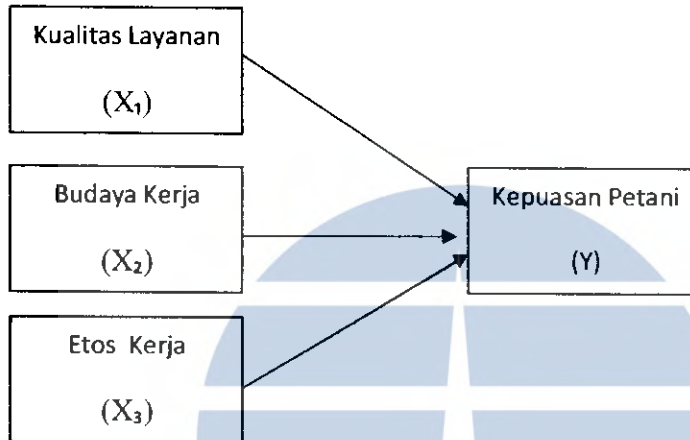 Kualitas Layanan
(X₁)
Budaya Kerja
(X₂)
Etos Kerja
(X₃)
Kepuasan Petani
(Y)